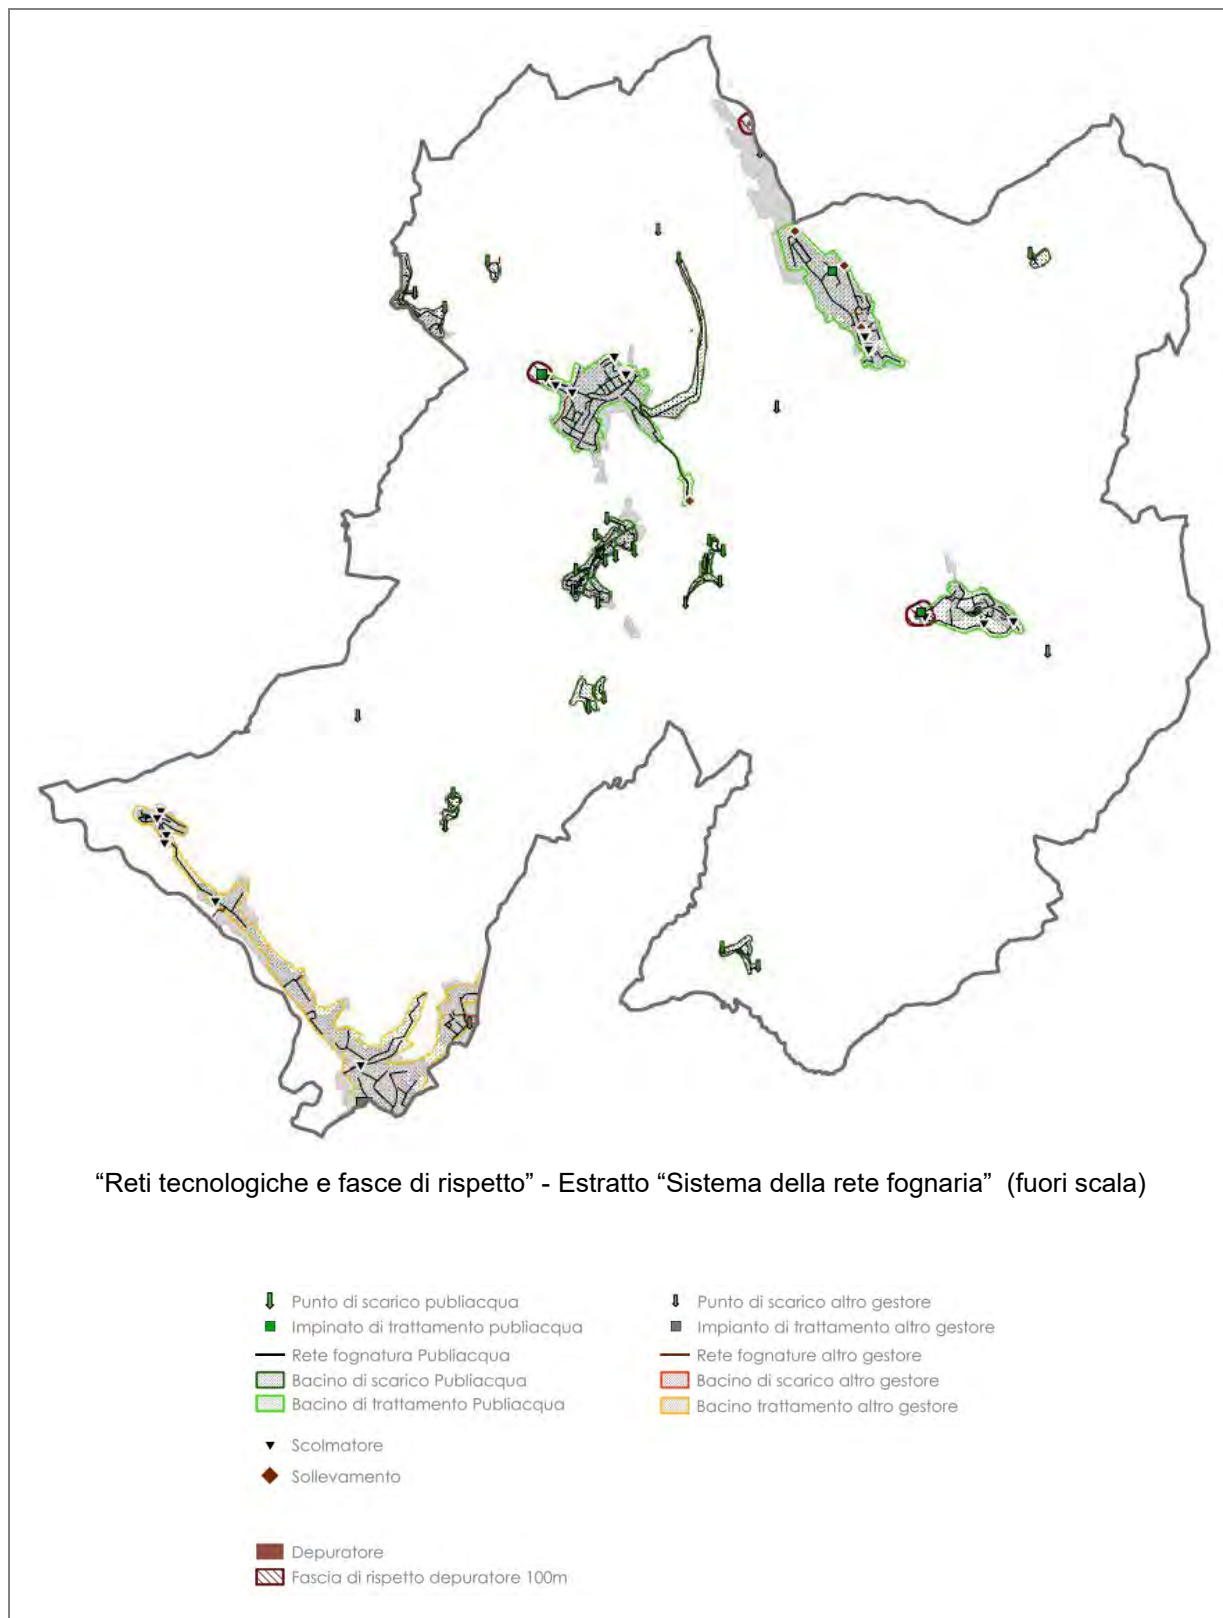 “Reti tecnologiche e fasce di rispetto” - Estratto “Sistema della rete fognaria” (fuori scala)
Punto di scarico publiacqua
Impinato di trattamento publiacqua
Rete fognatura Publiacqua
Bacino di scarico Publiacqua
Bacino di trattamento Publiacqua
Scolmatore
Sollevamento
Depuratore
Fascia di rispetto depuratore 100m
Punto di scarico altro gestore
Impianto di trattamento altro gestore
Rete fognature altro gestore
Bacino di scarico altro gestore
Bacino trattamento altro gestore